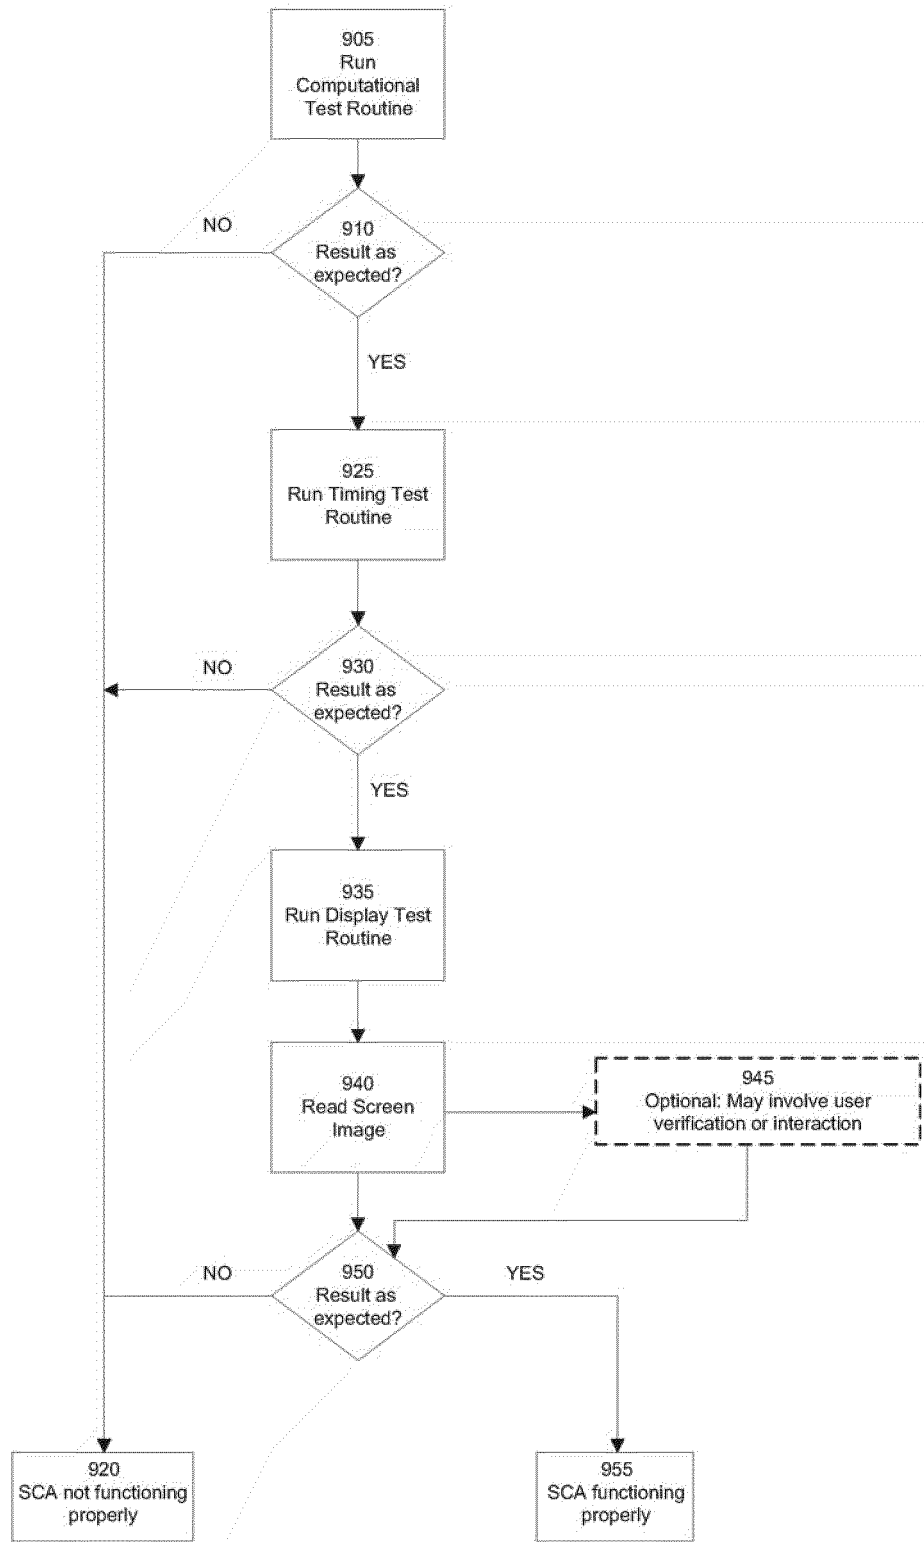 905
Run
Computational
Test Routine
NO
910
Result as
expected?
YES
925
Run Timing Test
Routine
NO
930
Result as
expected?
YES
935
Run Display Test
Routine
940
Read Screen
Image
945
Optional: May involve user
verification or interaction
NO
950
Result as
expected?
YES
920
SCA not functioning
properly
955
SCA functioning
properly